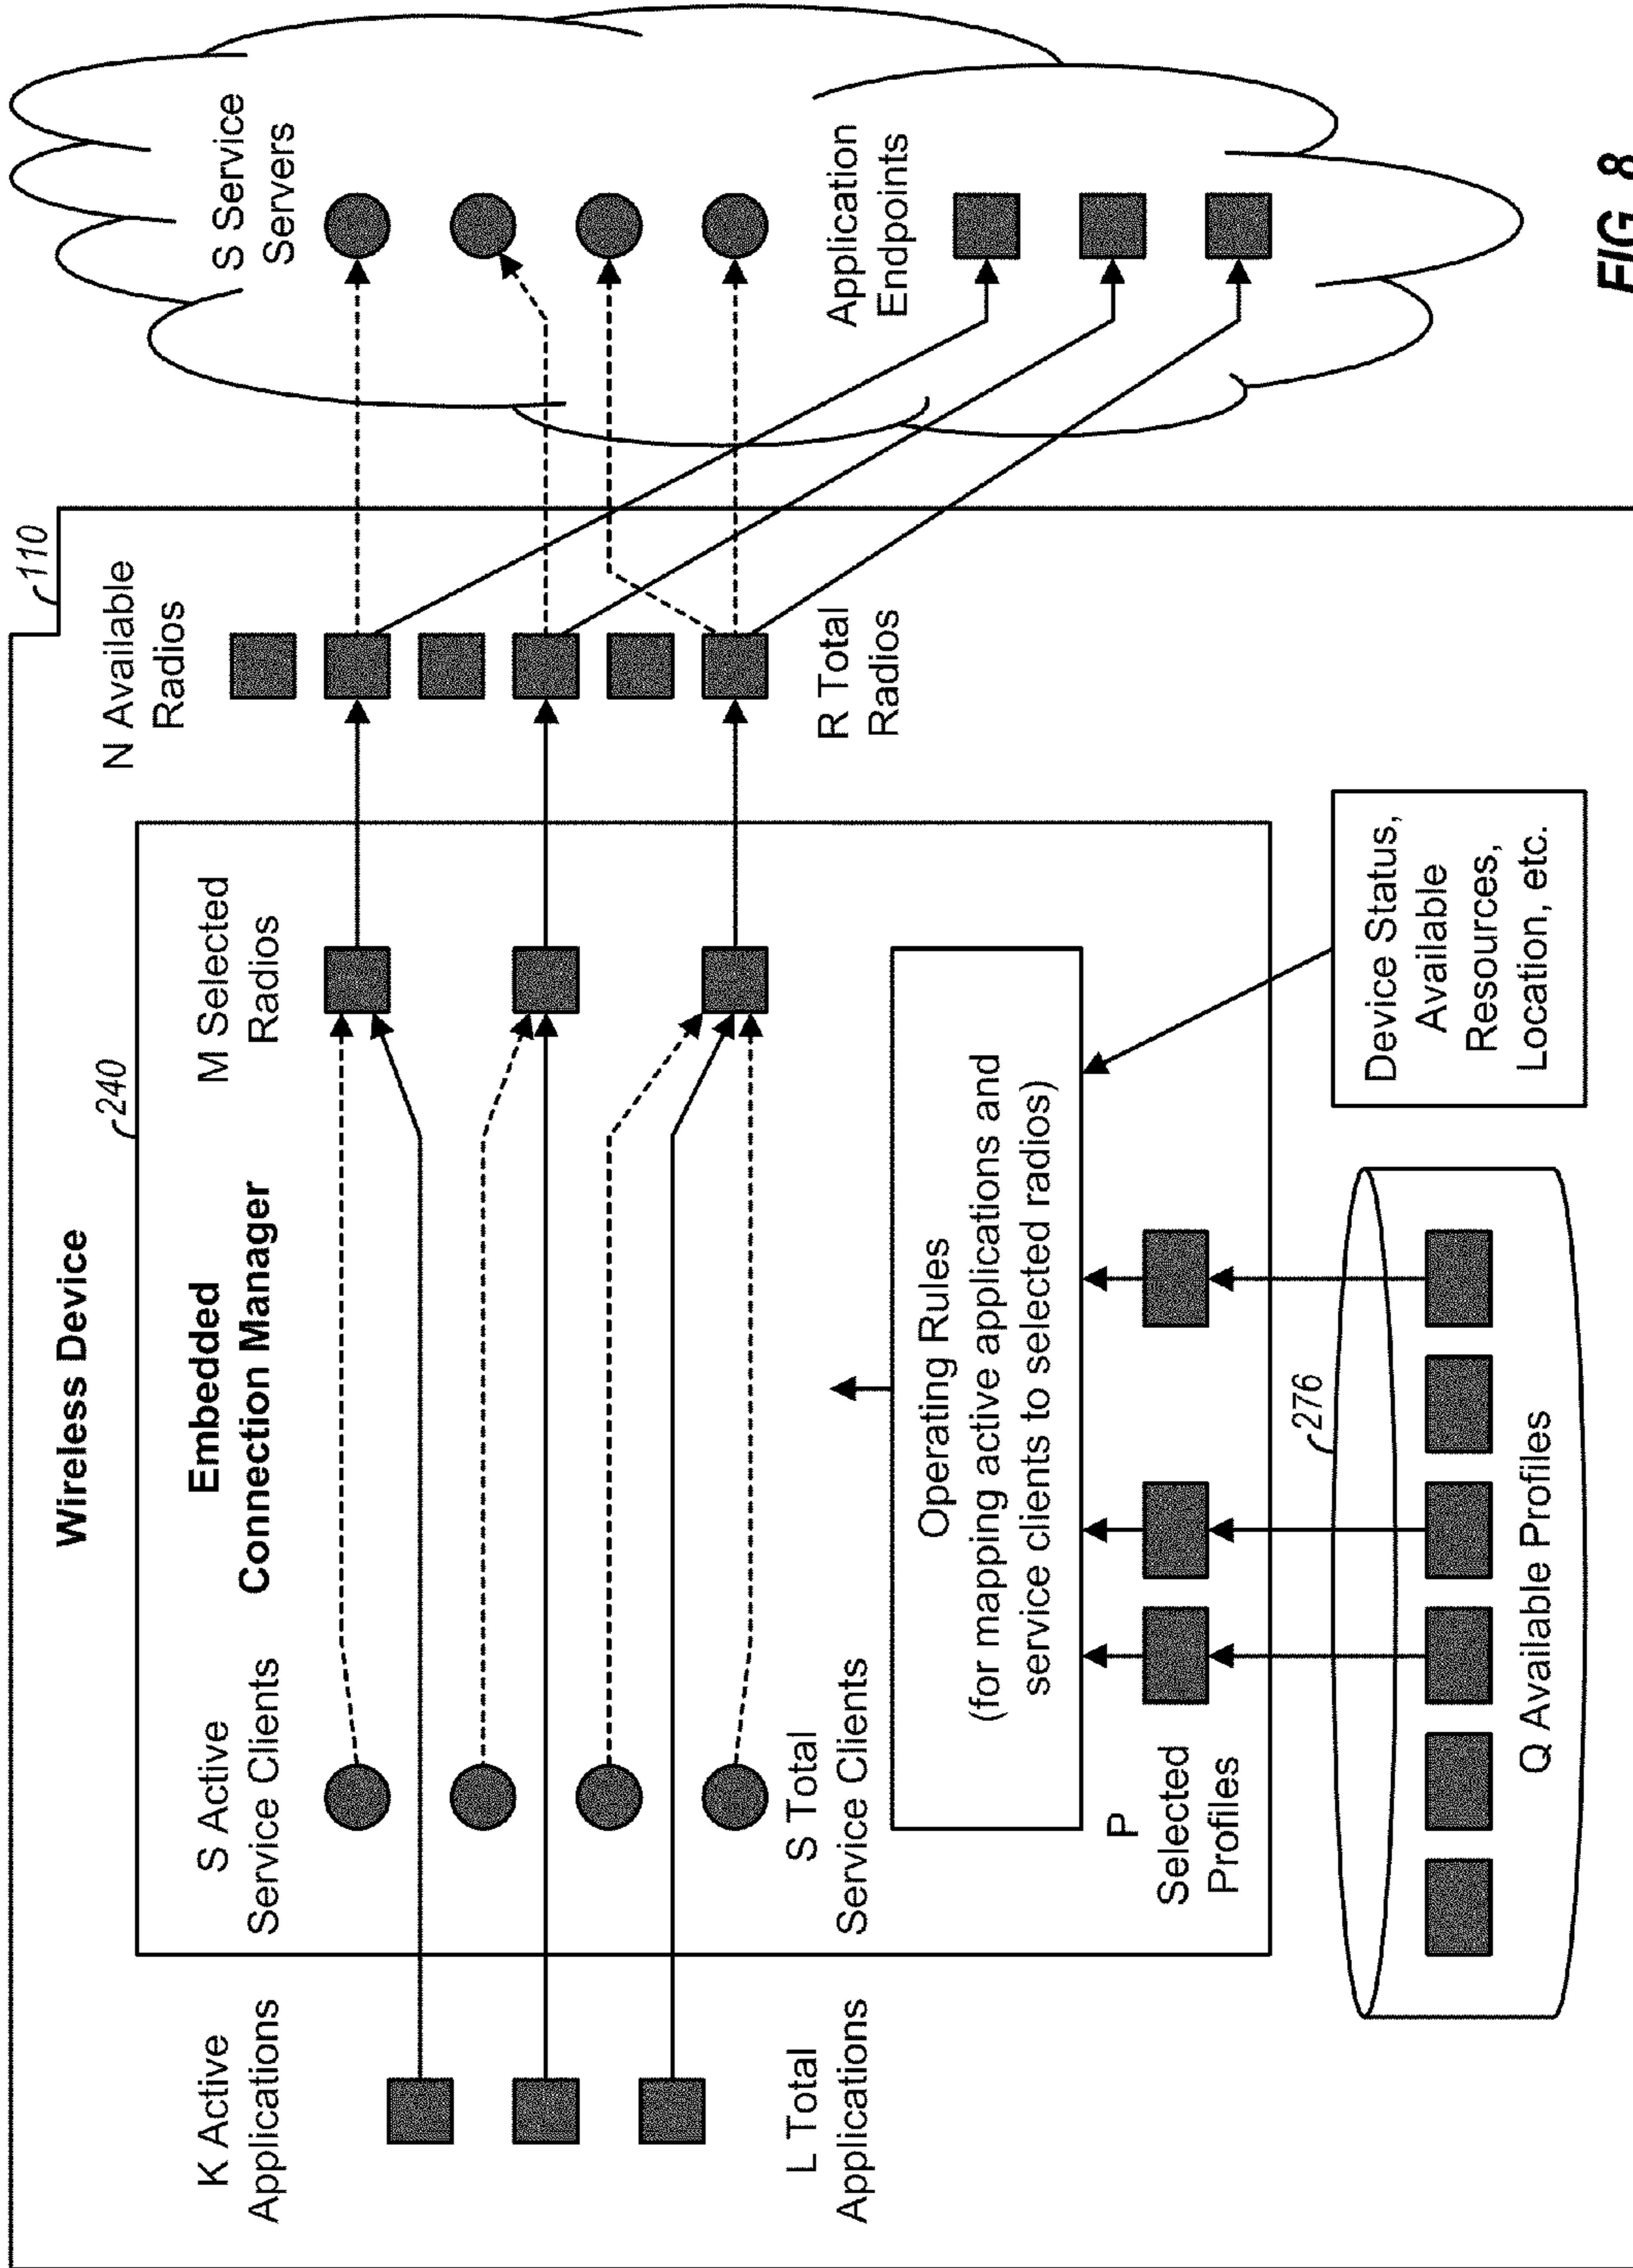 Wireless Device
110
240
Embedded
Connection Manager
K Active
Applications
L Total
Applications
S Active
Service Clients
S Total
Service Clients
M Selected
Radios
N Available
Radios
R Total
Radios
S Service
Servers
Application
Endpoints
Operating Rules
(for mapping active applications and
service clients to selected radios)
P
Selected
Profiles
276
Q Available Profiles
Device Status,
Available
Resources,
Location, etc.
FIG. 8